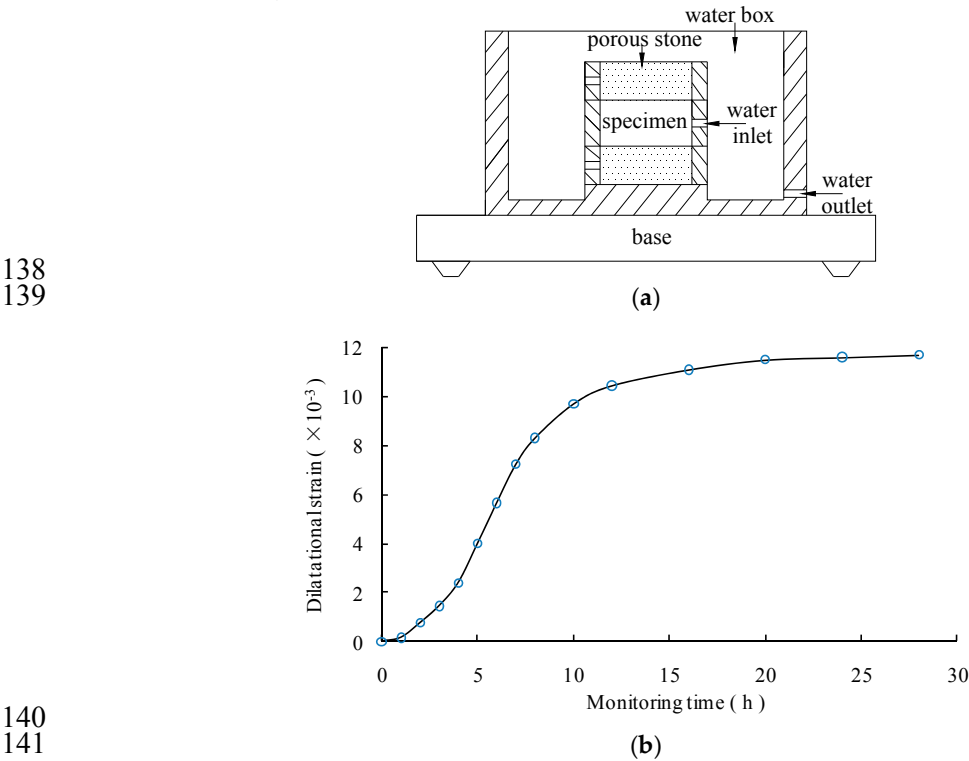 water box
porous stone
specimen
water
inlet
water
outlet
base
138
139
(a)
12
10
8
6
4
2
0
Dilatational strain ( ×10-3 )
0 5 10 15 20 25 30
Monitoring time ( h )
140
141
(b)